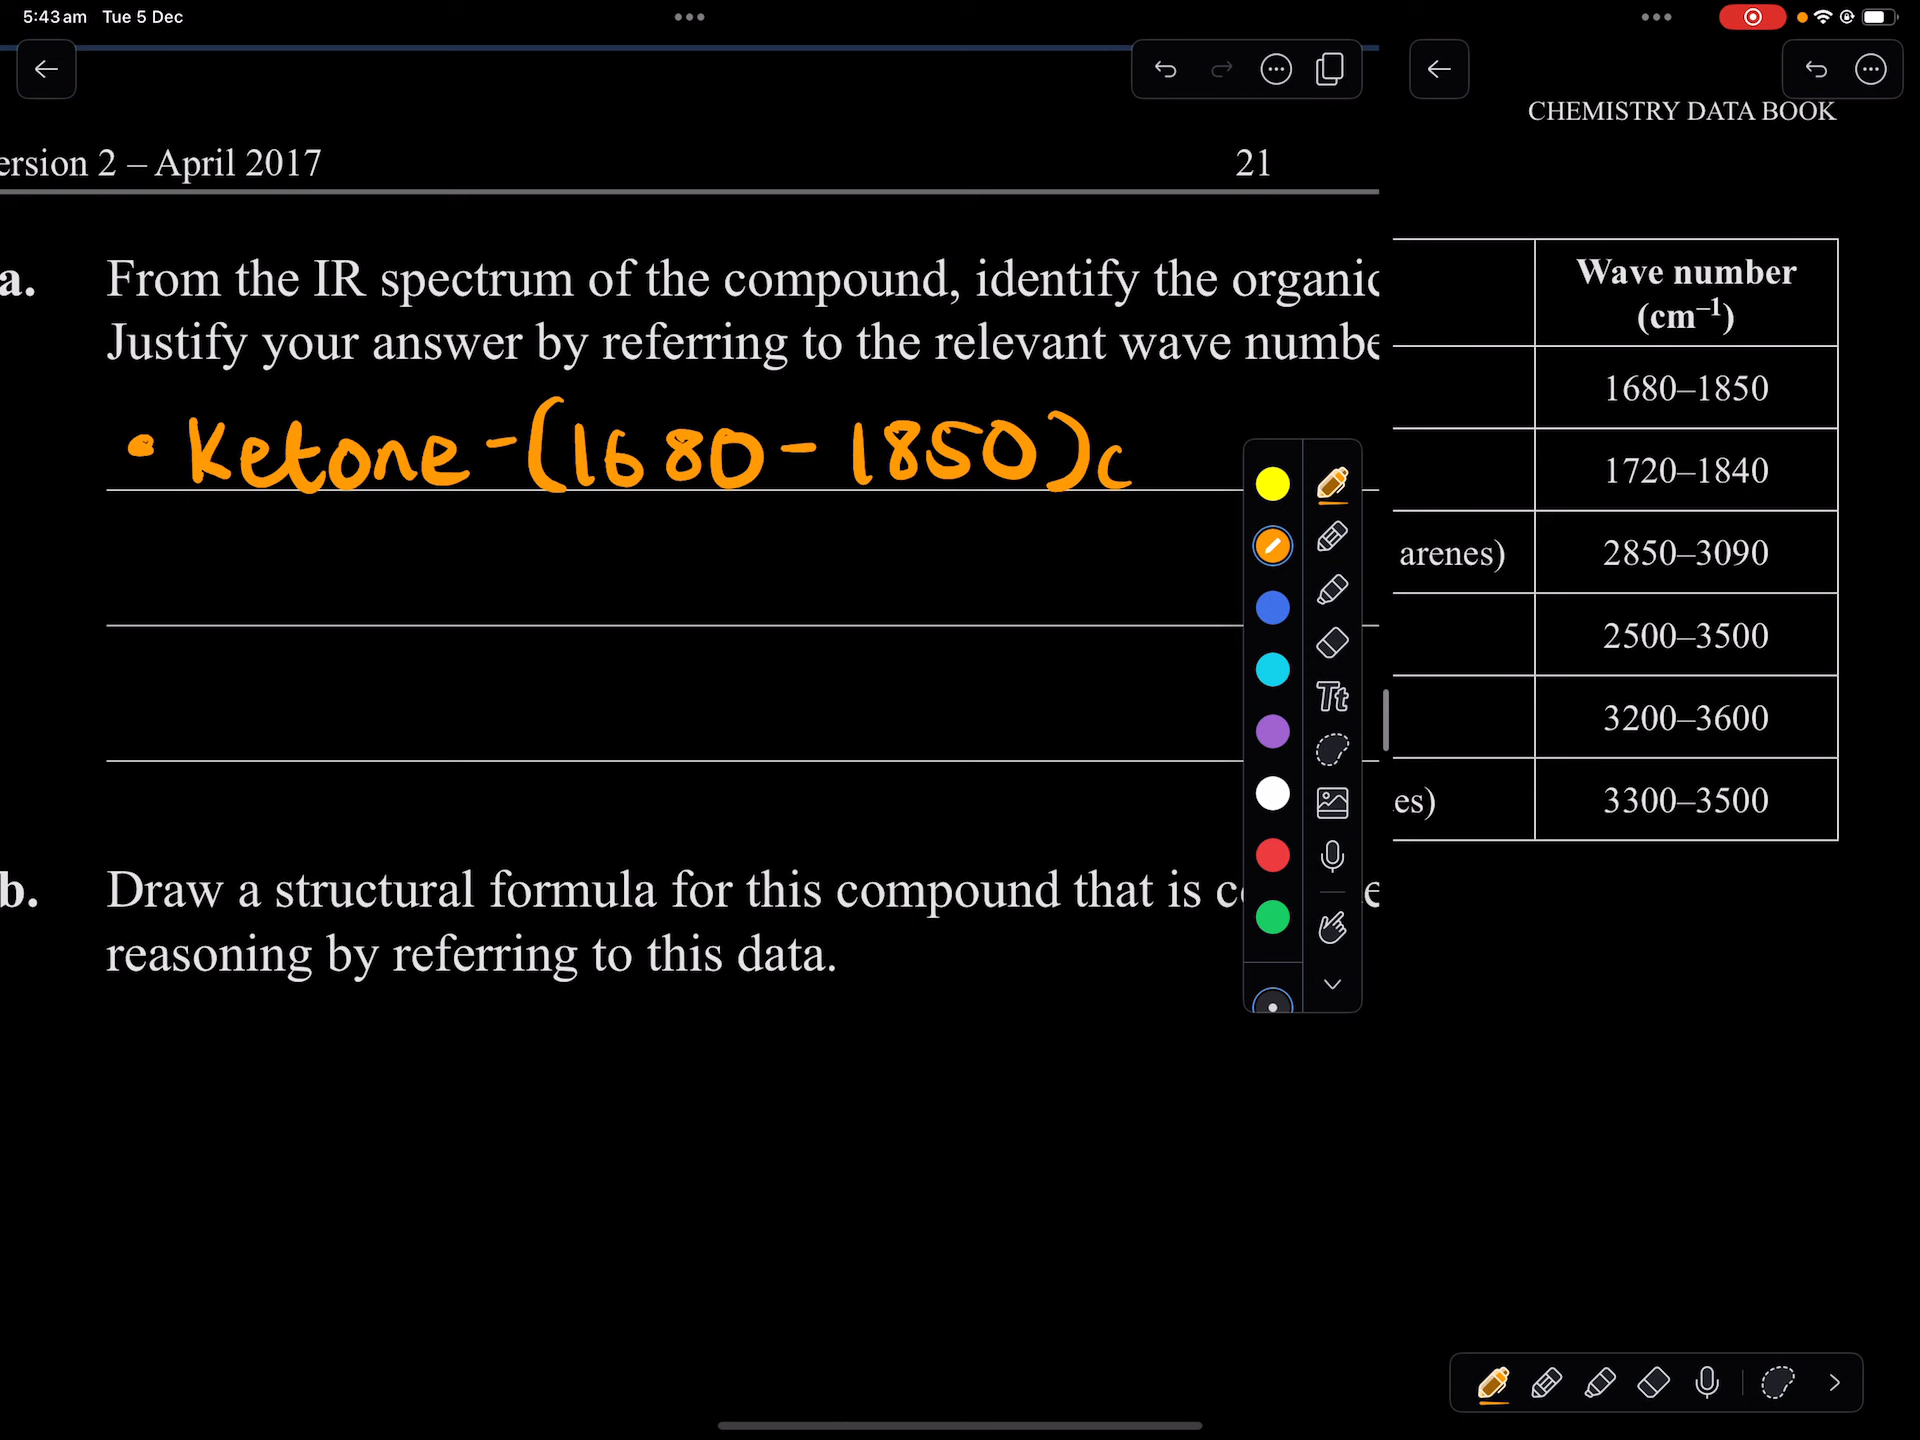 5:43am Tue 5 Dec
CHEMISTRY DATA BOOK
ersion 2 – April 2017
21
a. From the IR spectrum of the compound, identify the organic
Justify your answer by referring to the relevant wave numbe
• Ketone - (1680 - 1850) c
b. Draw a structural formula for this compound that is c
reasoning by referring to this data.
Tt
Wave number
(cm⁻¹)
1680–1850
1720–1840
arenes) 2850–3090
2500–3500
3200–3600
es) 3300–3500